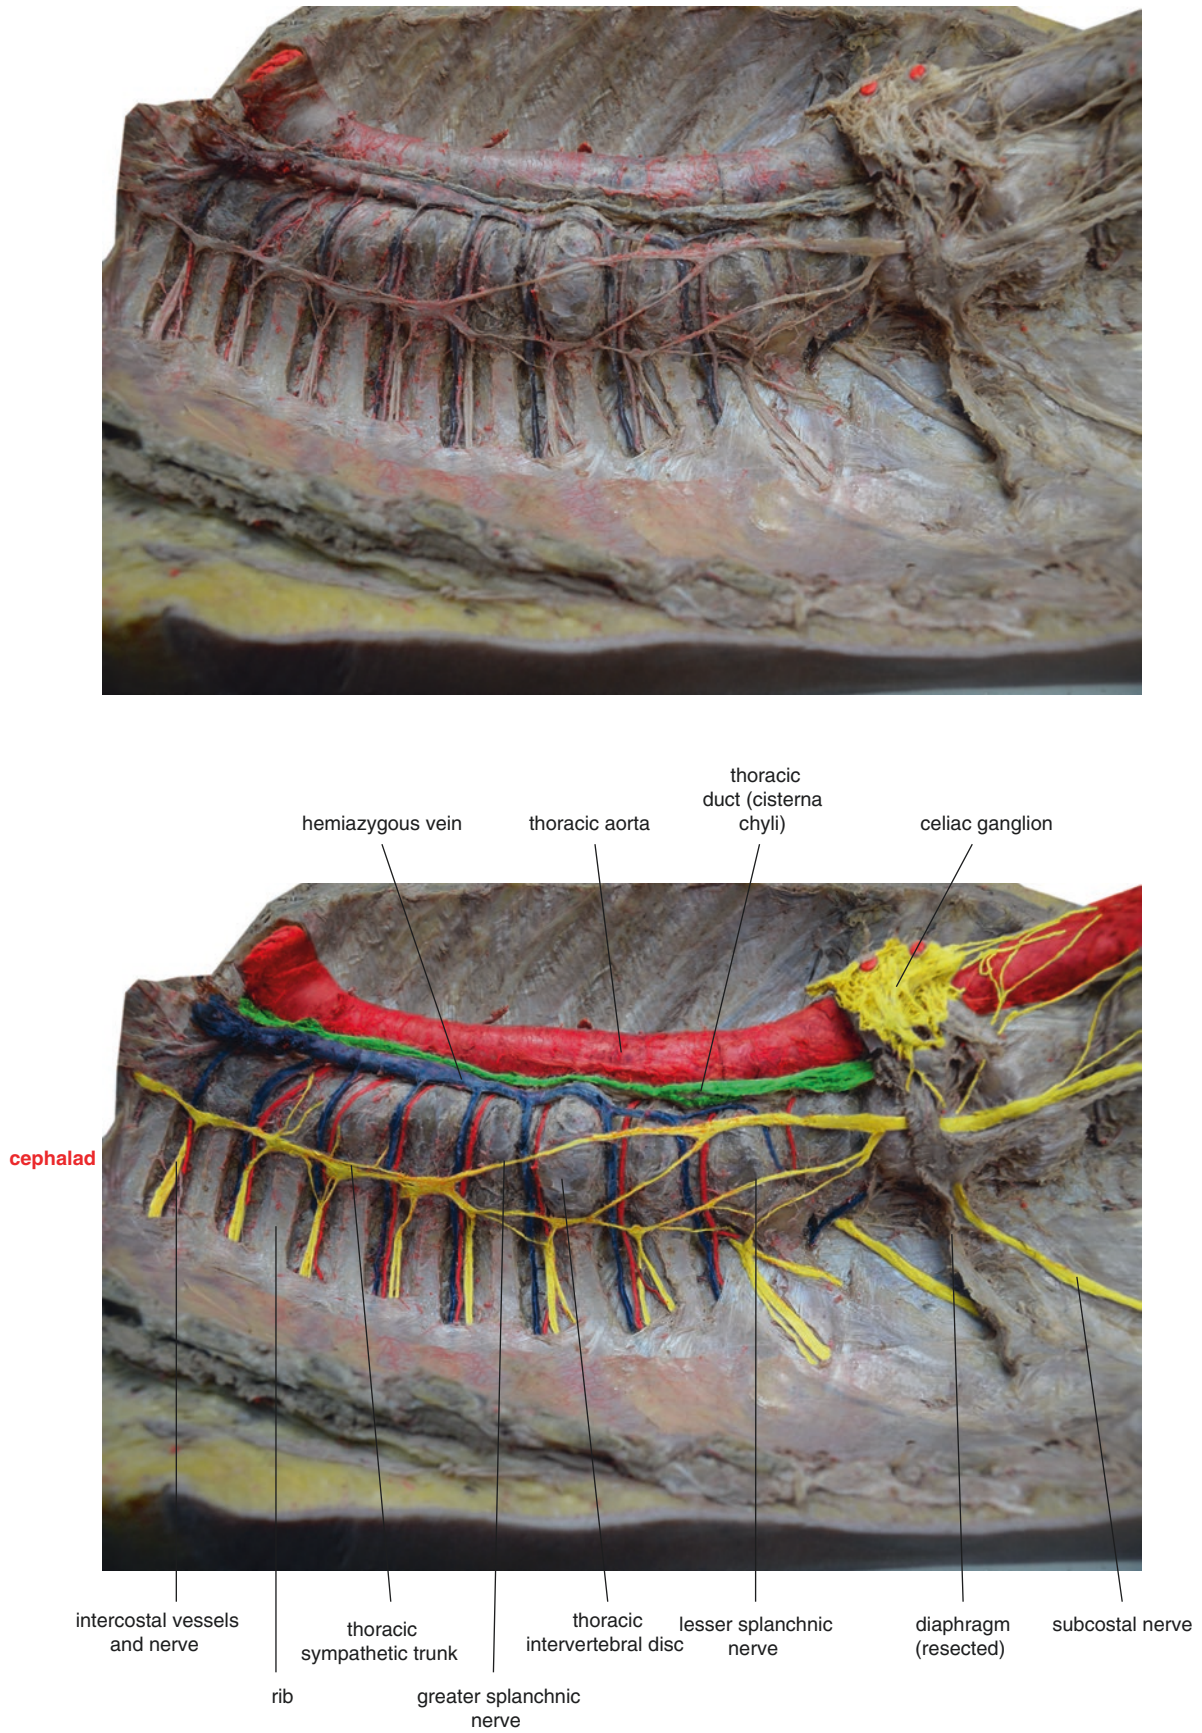 thoracic
duct (cisterna
chyli)
hemiazygous vein
thoracic aorta
celiac ganglion
cephalad
intercostal vessels
and nerve
thoracic
sympathetic trunk
thoracic
intervertebral disc
lesser splanchnic
nerve
diaphragm
(resected)
subcostal nerve
rib
greater splanchnic
nerve